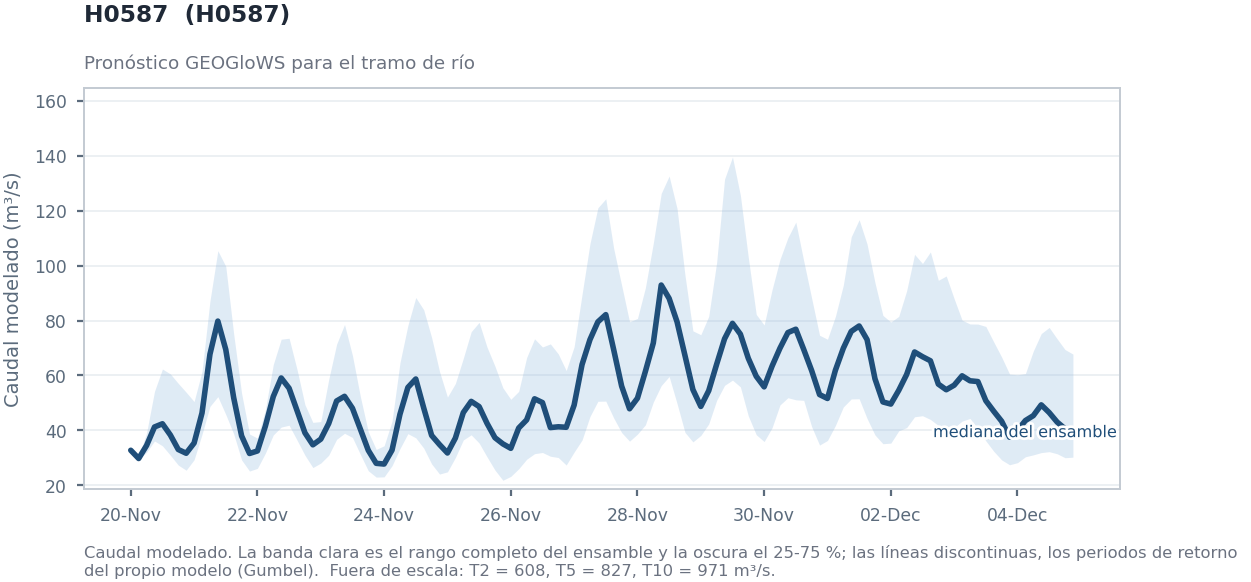 H0587  (H0587)
Pronóstico GEOGloWS para el tramo de río
Caudal modelado (m³/s)
160
140
120
100
80
60
40
20
mediana del ensamble
20-Nov
22-Nov
24-Nov
26-Nov
28-Nov
30-Nov
02-Dec
04-Dec
Caudal modelado. La banda clara es el rango completo del ensamble y la oscura el 25-75 %; las líneas discontinuas, los periodos de retorno
del propio modelo (Gumbel).  Fuera de escala: T2 = 608, T5 = 827, T10 = 971 m³/s.